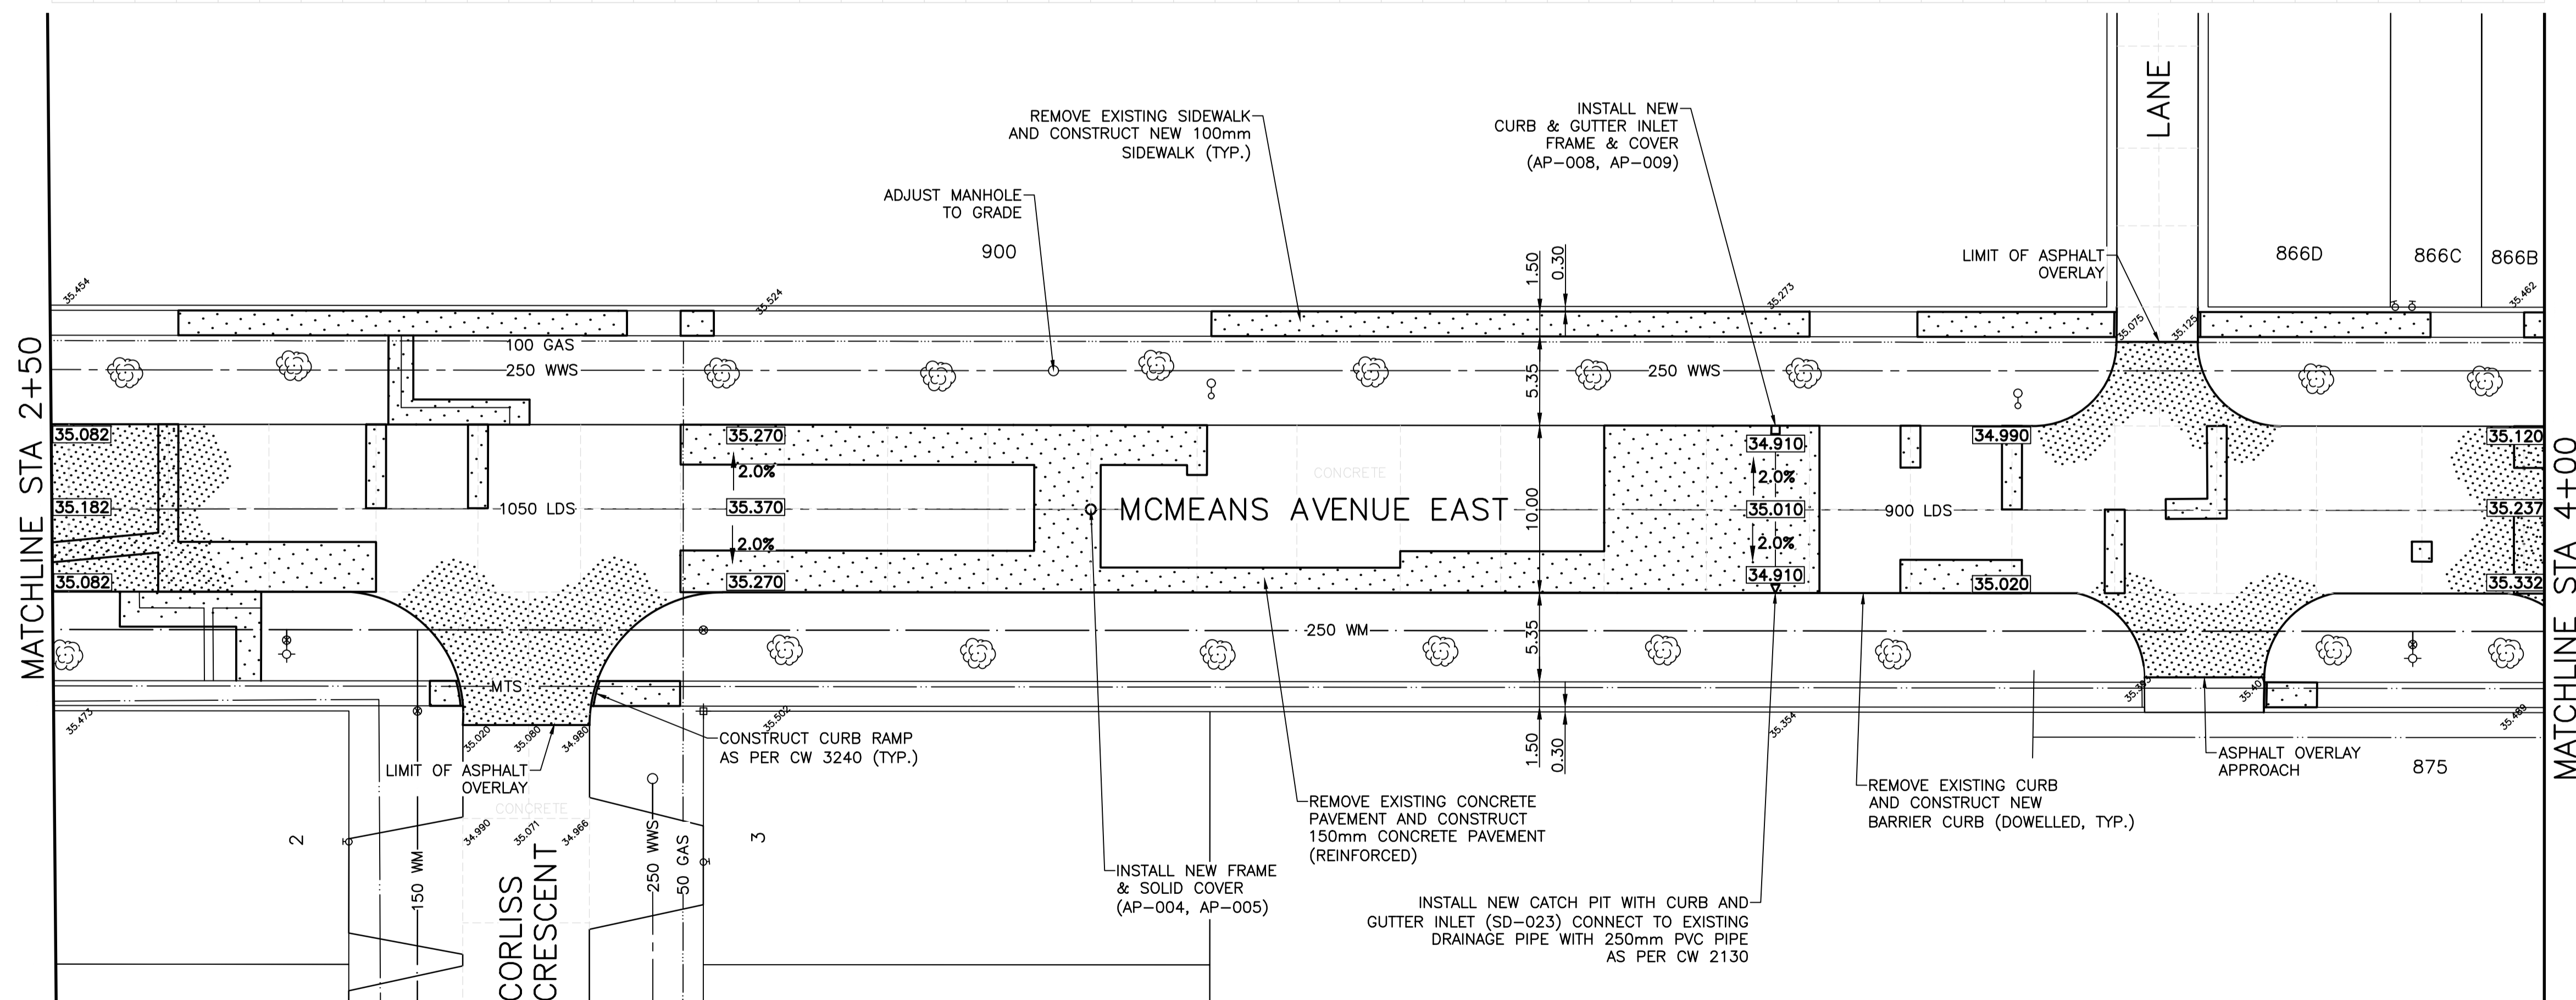 MATCHLINE STA 2+50
REMOVE EXISTING SIDEWALK
AND CONSTRUCT NEW 100mm
SIDEWALK (TYP.)
INSTALL NEW
CURB & GUTTER INLET
FRAME & COVER
(AP-008, AP-009)
LANE
ADJUST MANHOLE
TO GRADE
900
LIMIT OF ASPHALT
OVERLAY
866D
866C
866B
35.454
35.524
1.50
0.30
35.273
35.462
35.075
35.125
100 GAS
250 WWS
5.35
250 WWS
35.082
35.270
34.910
34.990
35.120
2.0%
CONCRETE
2.0%
35.182
1050 LDS
35.370
MCMEANS AVENUE EAST
10.00
35.010
900 LDS
35.237
2.0%
2.0%
35.082
35.270
34.910
35.020
35.332
250 WM
5.35
MTS
35.473
35.502
35.354
35.489
35.020
35.080
34.980
CONSTRUCT CURB RAMP
AS PER CW 3240 (TYP.)
1.50
0.30
LIMIT OF ASPHALT
OVERLAY
ASPHALT OVERLAY
APPROACH
875
CONCRETE
34.990
35.071
34.966
2
150 WM
CORLISS
CRESCENT
250 WWS
50 GAS
3
REMOVE EXISTING CONCRETE
PAVEMENT AND CONSTRUCT
150mm CONCRETE PAVEMENT
(REINFORCED)
REMOVE EXISTING CURB
AND CONSTRUCT NEW
BARRIER CURB (DOWELLED, TYP.)
INSTALL NEW FRAME
& SOLID COVER
(AP-004, AP-005)
INSTALL NEW CATCH PIT WITH CURB AND
GUTTER INLET (SD-023) CONNECT TO EXISTING
DRAINAGE PIPE WITH 250mm PVC PIPE
AS PER CW 2130
MATCHLINE STA 4+00